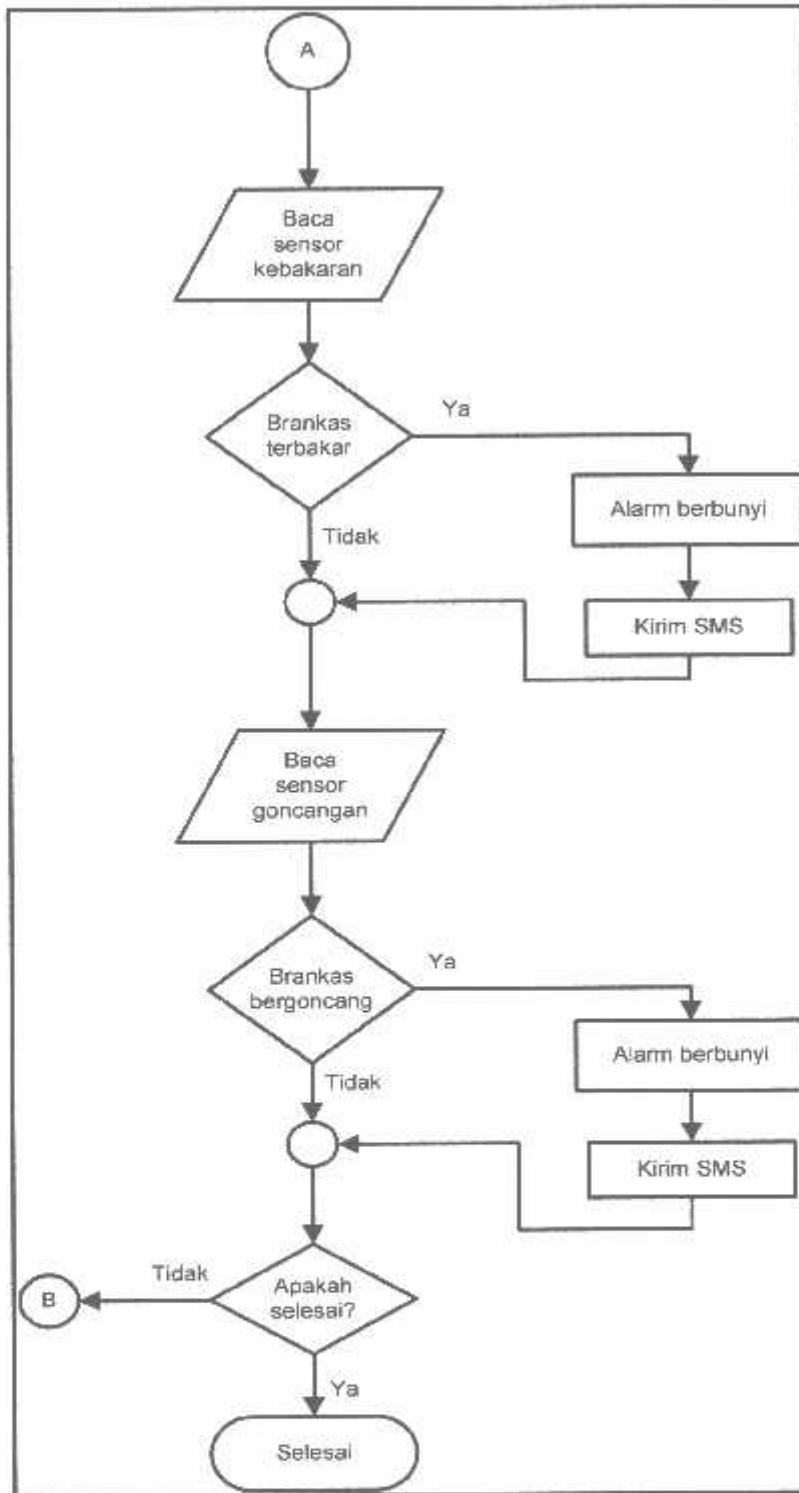 A
Baca
sensor
kebakaran
Brankas
terbakar
Ya
Alarm berbunyi
Tidak
Kirim SMS
Baca
sensor
goncangan
Brankas
bergoncang
Ya
Alarm berbunyi
Tidak
Kirim SMS
Apakah
selesai?
Tidak
B
Ya
Selesai